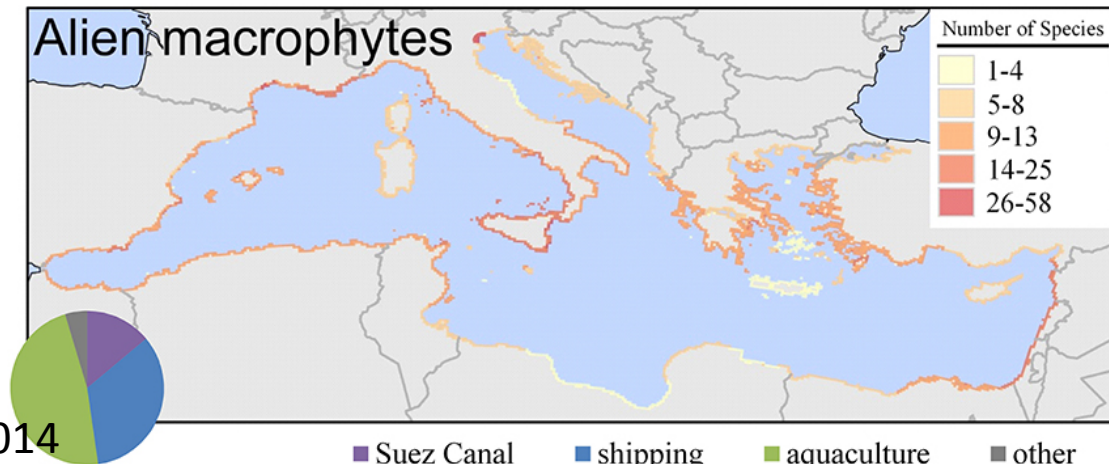 Alien macrophytes
Number of Species
1-4
5-8
9-13
14-25
26-58
014
Suez Canal
shipping
aquaculture
other